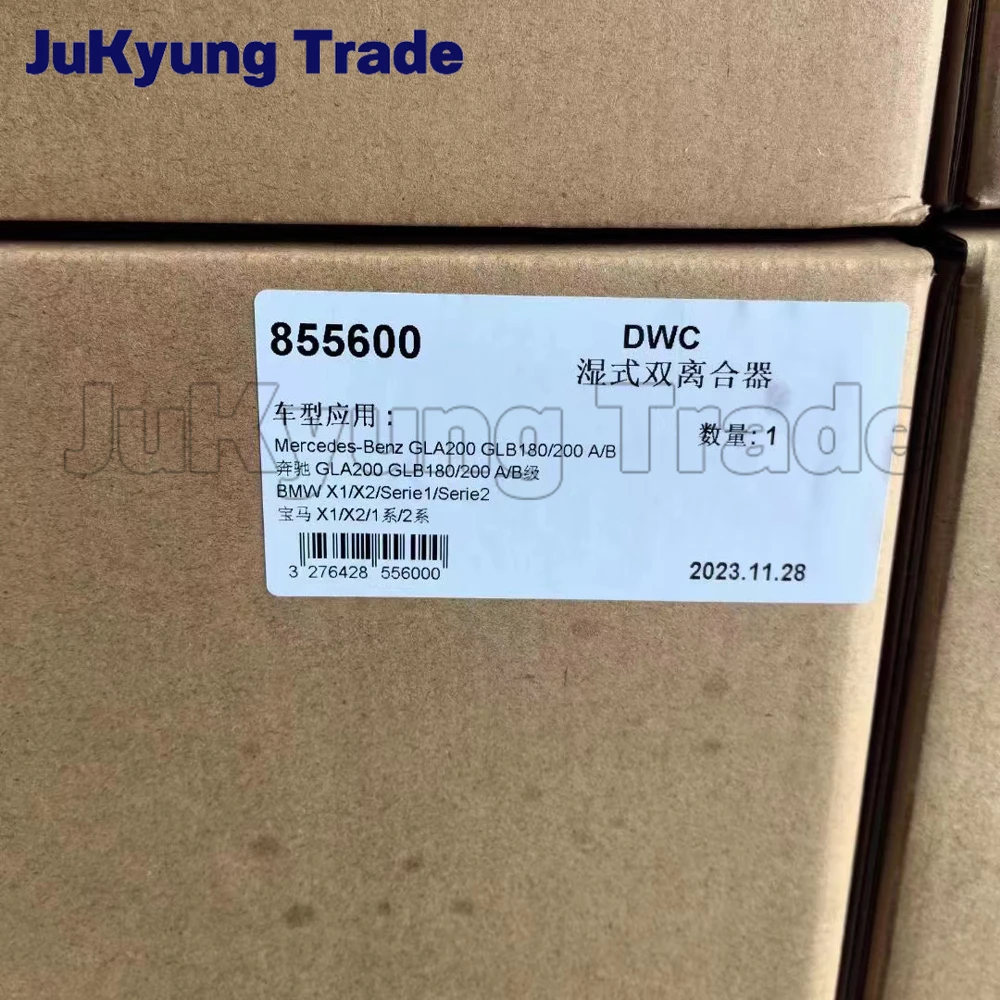 JuKyung Trade
855600
DWC
湿式双离合器
JuKyung Trade
车型应用：
数量: 1
Mercedes-Benz GLA200 GLB180/200 A/B
奔驰 GLA200 GLB180/200 A/B级
BMW X1/X2/Serie1/Serie2
宝马 X1/X2/1系/2系
3 276428 556000
2023.11.28